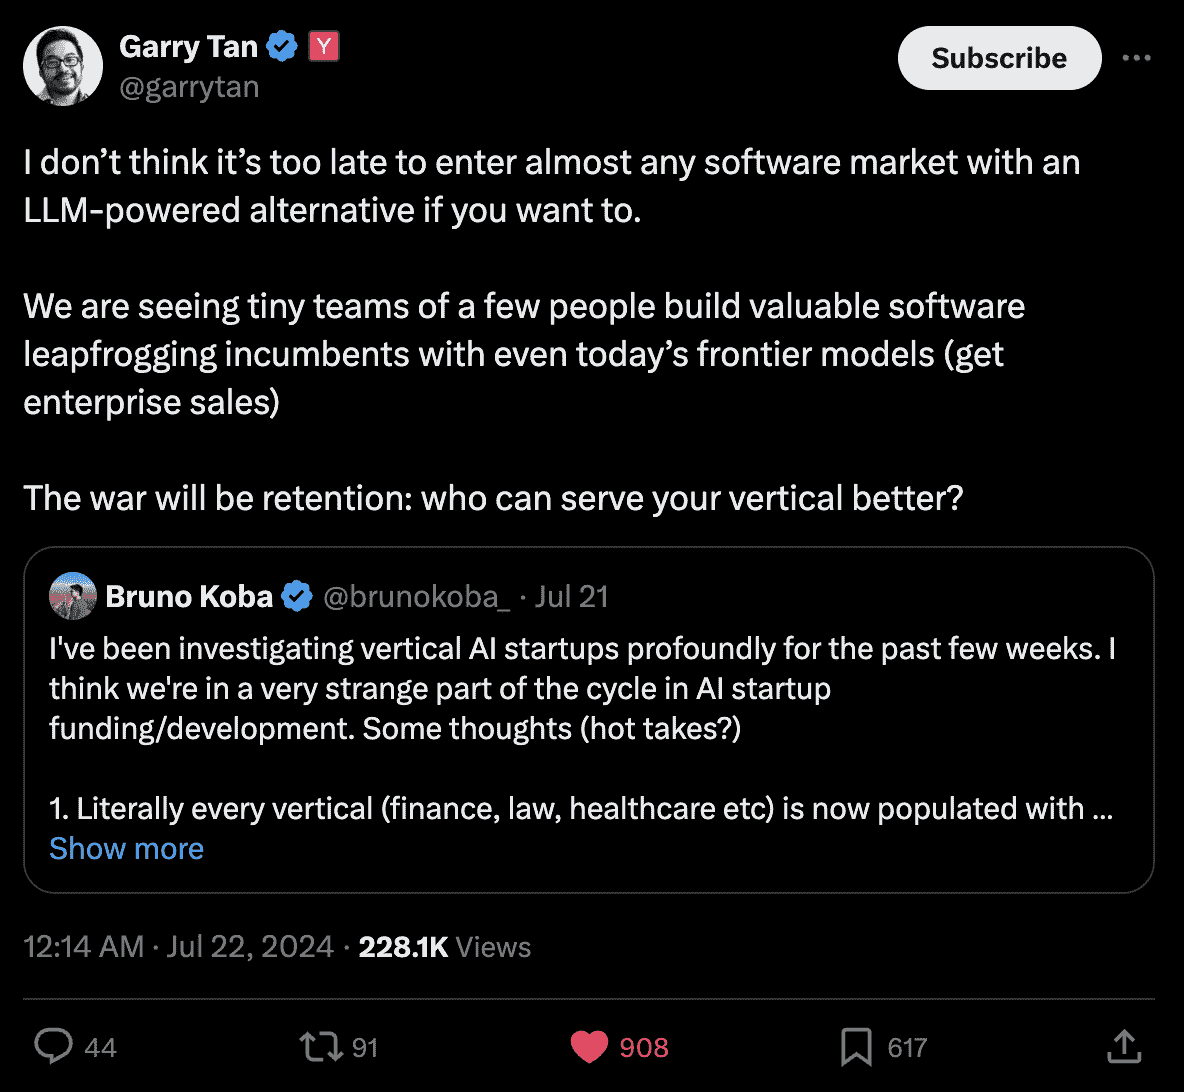 Garry Tan Y
@garrytan
Subscribe
I don’t think it’s too late to enter almost any software market with an
LLM-powered alternative if you want to.
We are seeing tiny teams of a few people build valuable software
leapfrogging incumbents with even today’s frontier models (get
enterprise sales)
The war will be retention: who can serve your vertical better?
Bruno Koba @brunokoba_ · Jul 21
I've been investigating vertical AI startups profoundly for the past few weeks. I
think we're in a very strange part of the cycle in AI startup
funding/development. Some thoughts (hot takes?)
1. Literally every vertical (finance, law, healthcare etc) is now populated with ...
Show more
12:14 AM · Jul 22, 2024 · 228.1K Views
44 91 908 617